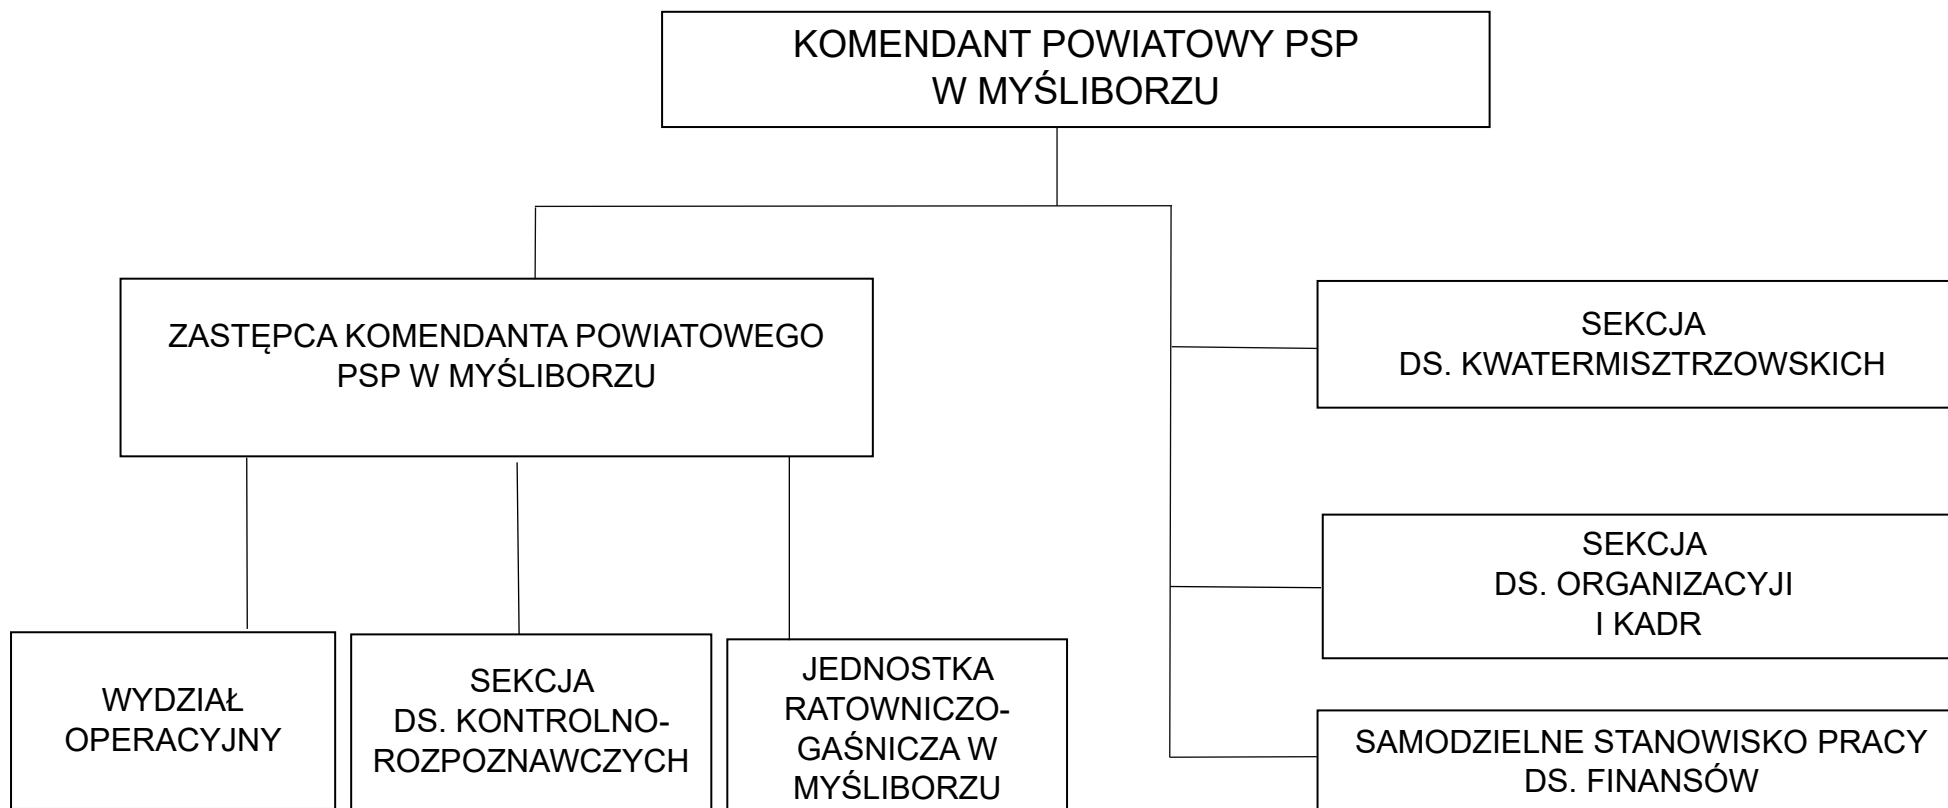 KOMENDANT POWIATOWY PSP
W MYŚLIBORZU
ZASTĘPCA KOMENDANTA POWIATOWEGO
PSP W MYŚLIBORZU
SEKCJA
DS. KWATERMISZTRZOWSKICH
SEKCJA
DS. ORGANIZACYJI
I KADR
SAMODZIELNE STANOWISKO PRACY
DS. FINANSÓW
WYDZIAŁ
OPERACYJNY
SEKCJA
DS. KONTROLNO-
ROZPOZNAWCZYCH
JEDNOSTKA
RATOWNICZO-
GAŚNICZA W
MYŚLIBORZU